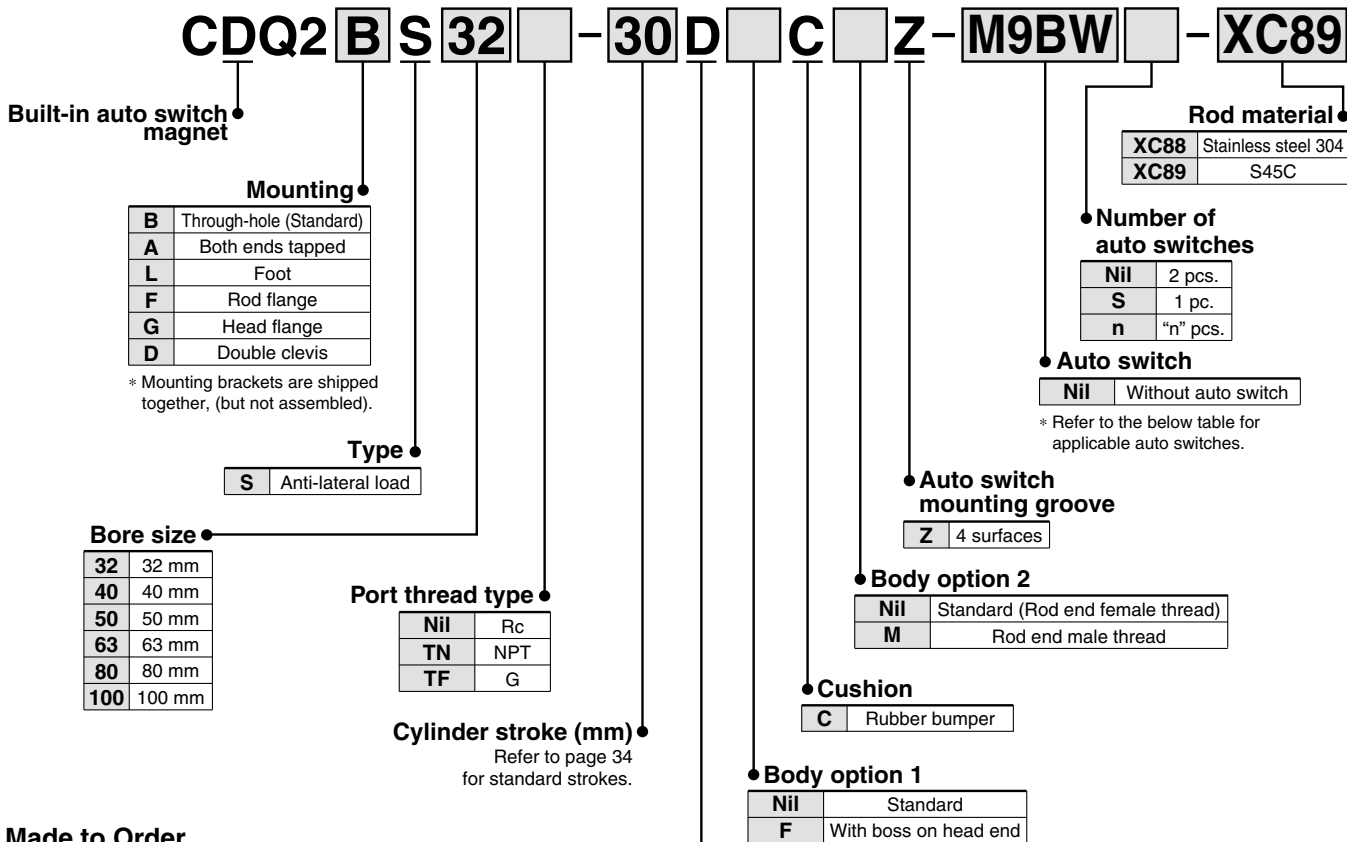 CDQ2 B S 32 – 30 D C Z – M9BW – XC89
Built-in auto switch
magnet
Rod material
XC88 Stainless steel 304
XC89 S45C
Mounting
B Through-hole (Standard)
A Both ends tapped
L Foot
F Rod flange
G Head flange
D Double clevis
* Mounting brackets are shipped
together, (but not assembled).
Number of
auto switches
Nil 2 pcs.
S 1 pc.
n “n” pcs.
Auto switch
Nil Without auto switch
* Refer to the below table for
applicable auto switches.
Type
S Anti-lateral load
Auto switch
mounting groove
Z 4 surfaces
Bore size
32 32 mm
40 40 mm
50 50 mm
63 63 mm
80 80 mm
100 100 mm
Port thread type
Nil Rc
TN NPT
TF G
Body option 2
Nil Standard (Rod end female thread)
M Rod end male thread
Cushion
C Rubber bumper
Cylinder stroke (mm)
Refer to page 34
for standard strokes.
Body option 1
Nil Standard
F With boss on head end
Made to Order